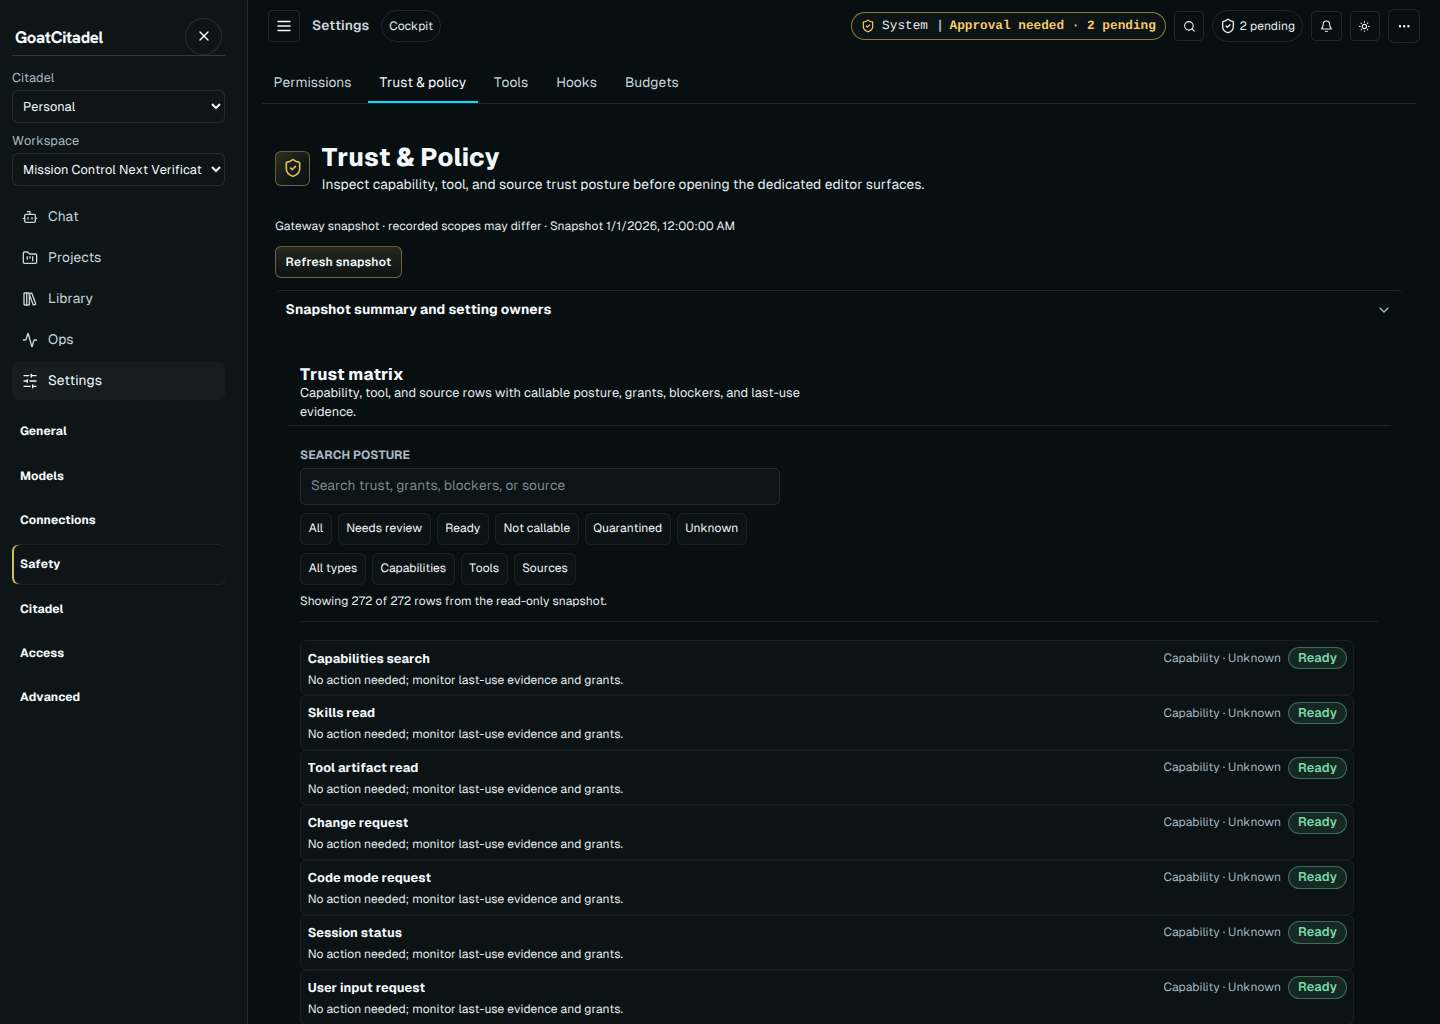 GoatCitadel
Citadel
Personal
Workspace
Mission Control Next Verificat
Chat
Projects
Library
Ops
Settings
General
Models
Connections
Safety
Citadel
Access
Advanced
Settings
Cockpit
System | Approval needed · 2 pending
2 pending
Permissions
Trust & policy
Tools
Hooks
Budgets
Trust & Policy
Inspect capability, tool, and source trust posture before opening the dedicated editor surfaces.
Gateway snapshot · recorded scopes may differ · Snapshot 1/1/2026, 12:00:00 AM
Refresh snapshot
Snapshot summary and setting owners
Trust matrix
Capability, tool, and source rows with callable posture, grants, blockers, and last-use
evidence.
SEARCH POSTURE
Search trust, grants, blockers, or source
All
Needs review
Ready
Not callable
Quarantined
Unknown
All types
Capabilities
Tools
Sources
Showing 272 of 272 rows from the read-only snapshot.
Capabilities search
Capability · Unknown
Ready
No action needed; monitor last-use evidence and grants.
Skills read
Capability · Unknown
Ready
No action needed; monitor last-use evidence and grants.
Tool artifact read
Capability · Unknown
Ready
No action needed; monitor last-use evidence and grants.
Change request
Capability · Unknown
Ready
No action needed; monitor last-use evidence and grants.
Code mode request
Capability · Unknown
Ready
No action needed; monitor last-use evidence and grants.
Session status
Capability · Unknown
Ready
No action needed; monitor last-use evidence and grants.
User input request
Capability · Unknown
Ready
No action needed; monitor last-use evidence and grants.